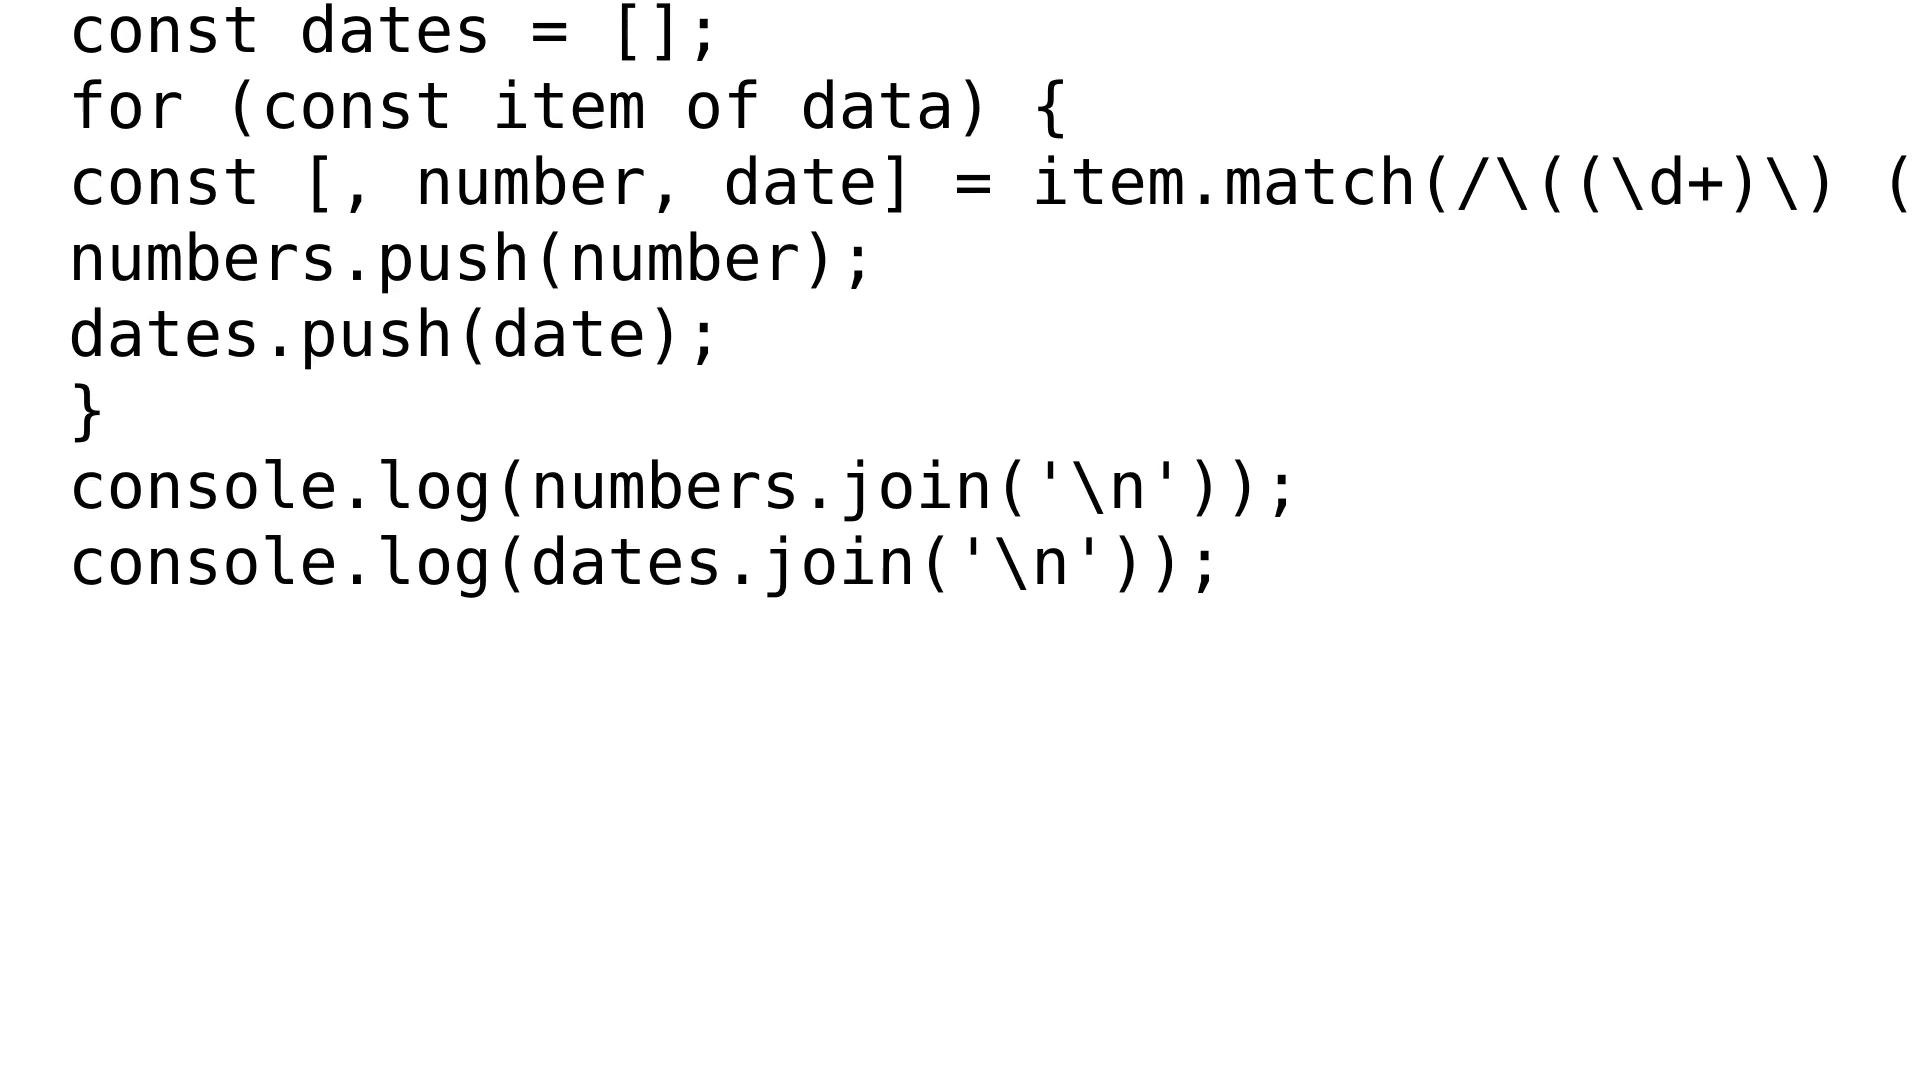 const dates = [];
for (const item of data) {
const [, number, date] = item.match(/\((\d+)\) (
numbers.push(number);
dates.push(date);
}
console.log(numbers.join('\n'));
console.log(dates.join('\n'));